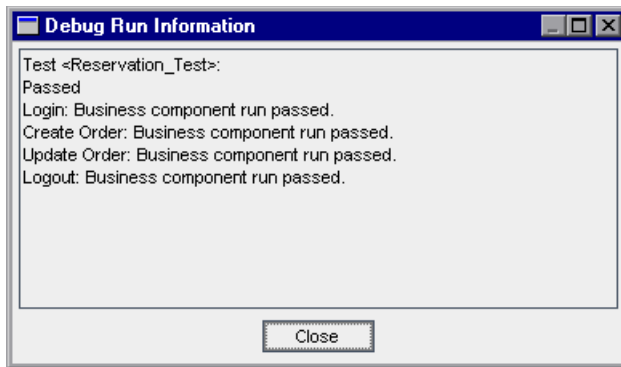 Debug Run Information
Test <Reservation_Test>:
Passed
Login: Business component run passed.
Create Order: Business component run passed.
Update Order: Business component run passed.
Logout: Business component run passed.
Close